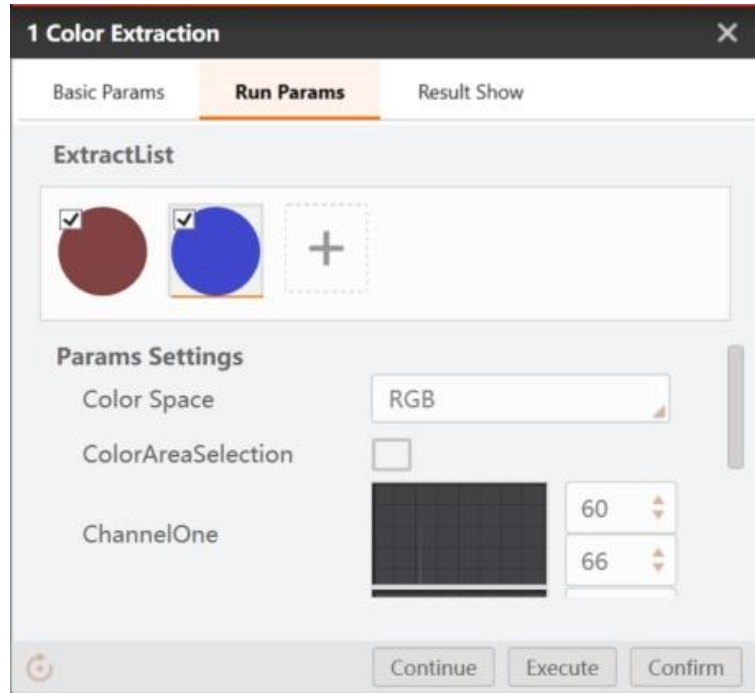 1 Color Extraction
Basic Params Run Params Result Show
ExtractList
Params Settings
Color Space RGB
ColorAreaSelection
ChannelOne 60
66
Continue Execute Confirm